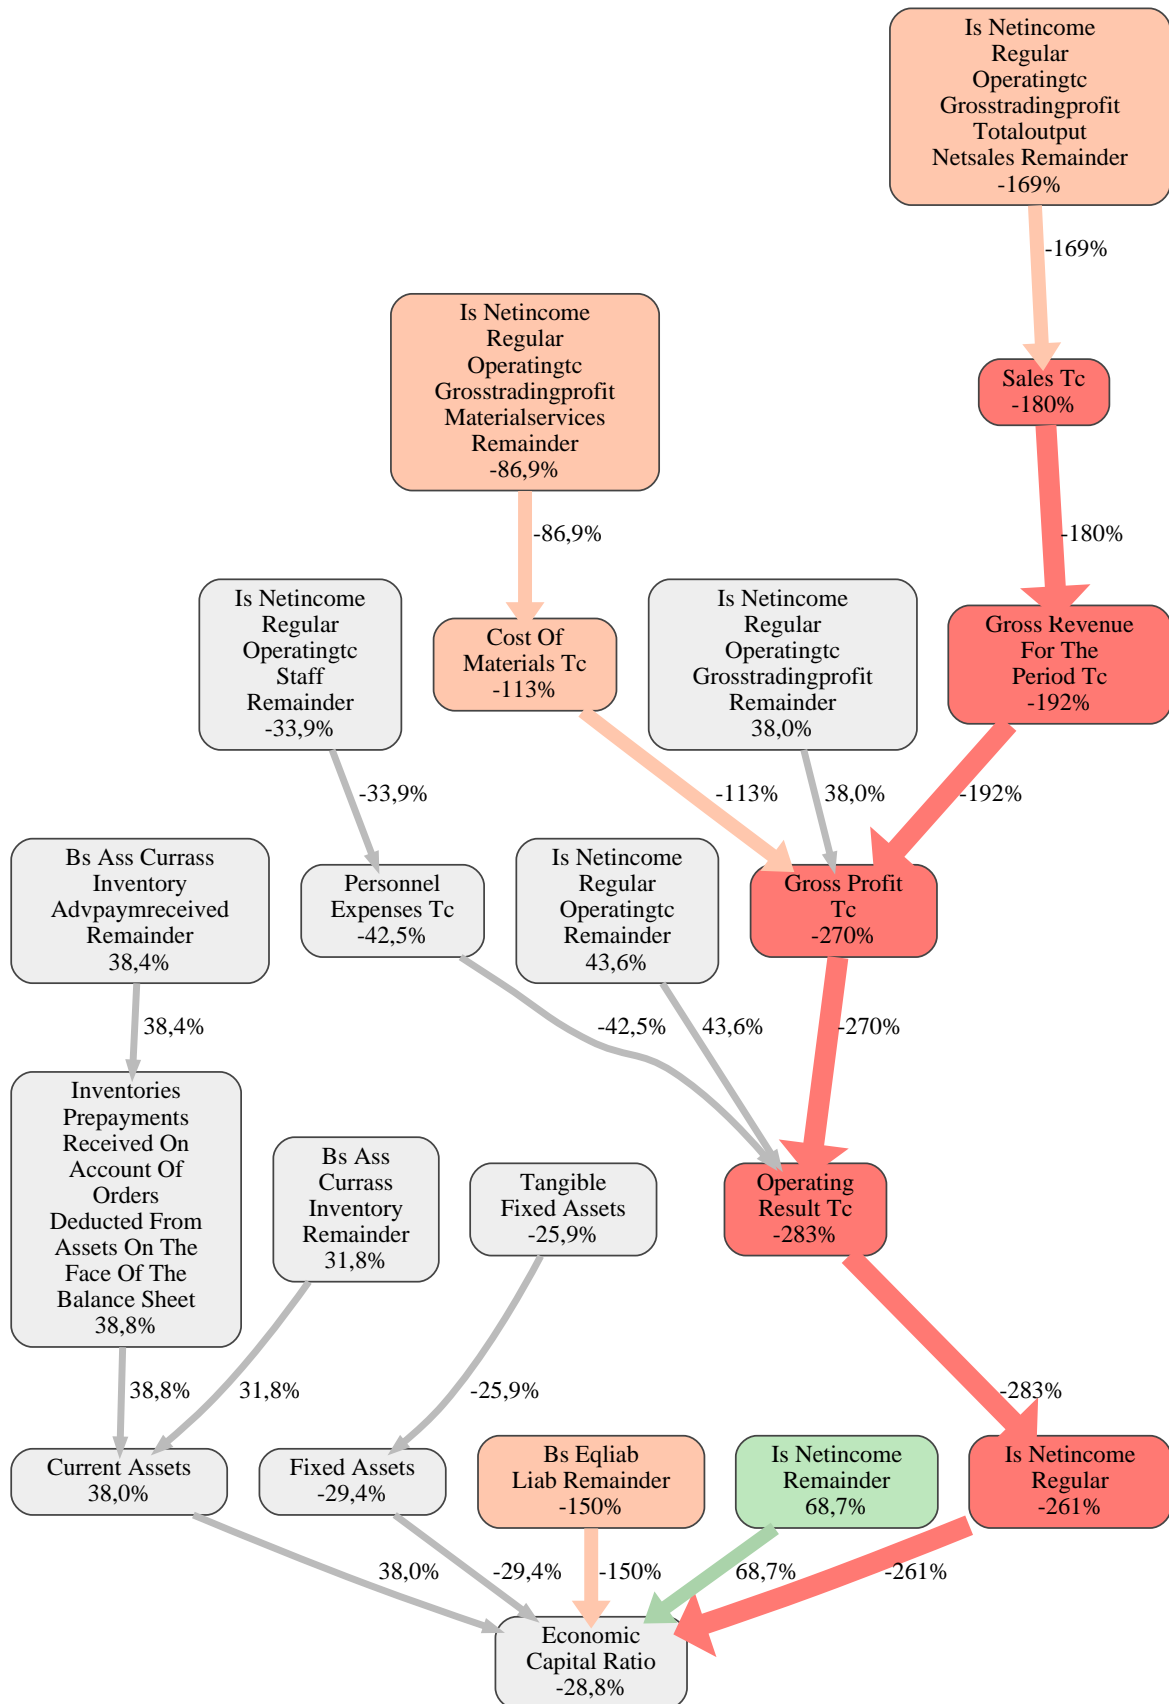 Is Netincome
Regular
Operatingtc
Grosstradingprofit
Totaloutput
Netsales Remainder
-169%
-169%
Is Netincome
Regular
Operatingtc
Grosstradingprofit
Materialservices
Remainder
-86,9%
Sales Tc
-180%
-86,9%
-180%
Is Netincome
Regular
Operatingtc
Staff
Remainder
-33,9%
Cost Of
Materials Tc
-113%
Is Netincome
Regular
Operatingtc
Grosstradingprofit
Remainder
38,0%
Gross Revenue
For The
Period Tc
-192%
-33,9%
-113%
38,0%
-192%
Bs Ass Currass
Inventory
Advpaymreceived
Remainder
38,4%
Personnel
Expenses Tc
-42,5%
Is Netincome
Regular
Operatingtc
Remainder
43,6%
Gross Profit
Tc
-270%
38,4%
-42,5%
43,6%
-270%
Inventories
Prepayments
Received On
Account Of
Orders
Deducted From
Assets On The
Face Of The
Balance Sheet
38,8%
Bs Ass
Currass
Inventory
Remainder
31,8%
Tangible
Fixed Assets
-25,9%
Operating
Result Tc
-283%
38,8%
31,8%
-25,9%
-283%
Current Assets
38,0%
Fixed Assets
-29,4%
Bs Eqliab
Liab Remainder
-150%
Is Netincome
Remainder
68,7%
Is Netincome
Regular
-261%
38,0%
-29,4%
-150%
68,7%
-261%
Economic
Capital Ratio
-28,8%